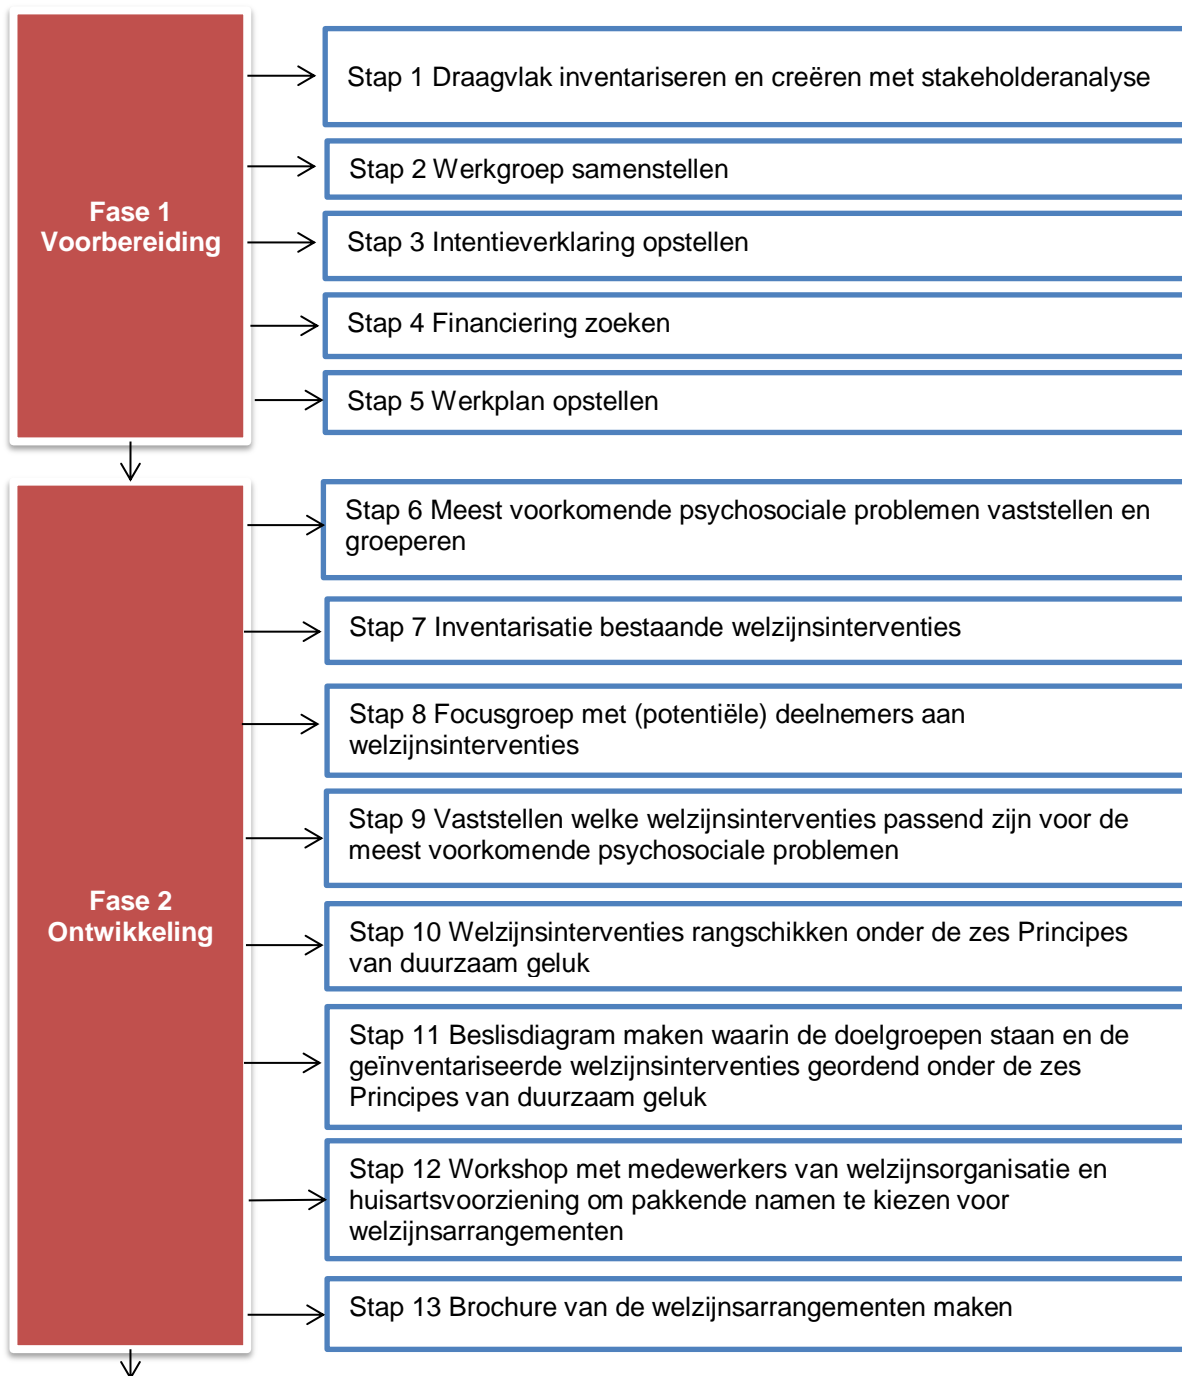 Fase 1
Voorbereiding
Stap 1 Draagvlak inventariseren en creëren met stakeholderanalyse
Stap 2 Werkgroep samenstellen
Stap 3 Intentieverklaring opstellen
Stap 4 Financiering zoeken
Stap 5 Werkplan opstellen
Fase 2
Ontwikkeling
Stap 6 Meest voorkomende psychosociale problemen vaststellen en
groeperen
Stap 7 Inventarisatie bestaande welzijnsinterventies
Stap 8 Focusgroep met (potentiële) deelnemers aan
welzijnsinterventies
Stap 9 Vaststellen welke welzijnsinterventies passend zijn voor de
meest voorkomende psychosociale problemen
Stap 10 Welzijnsinterventies rangschikken onder de zes Principes
van duurzaam geluk
Stap 11 Beslisdiagram maken waarin de doelgroepen staan en de
geïnventariseerde welzijnsinterventies geordend onder de zes
Principes van duurzaam geluk
Stap 12 Workshop met medewerkers van welzijnsorganisatie en
huisartsvoorziening om pakkende namen te kiezen voor
welzijnsarrangementen
Stap 13 Brochure van de welzijnsarrangementen maken